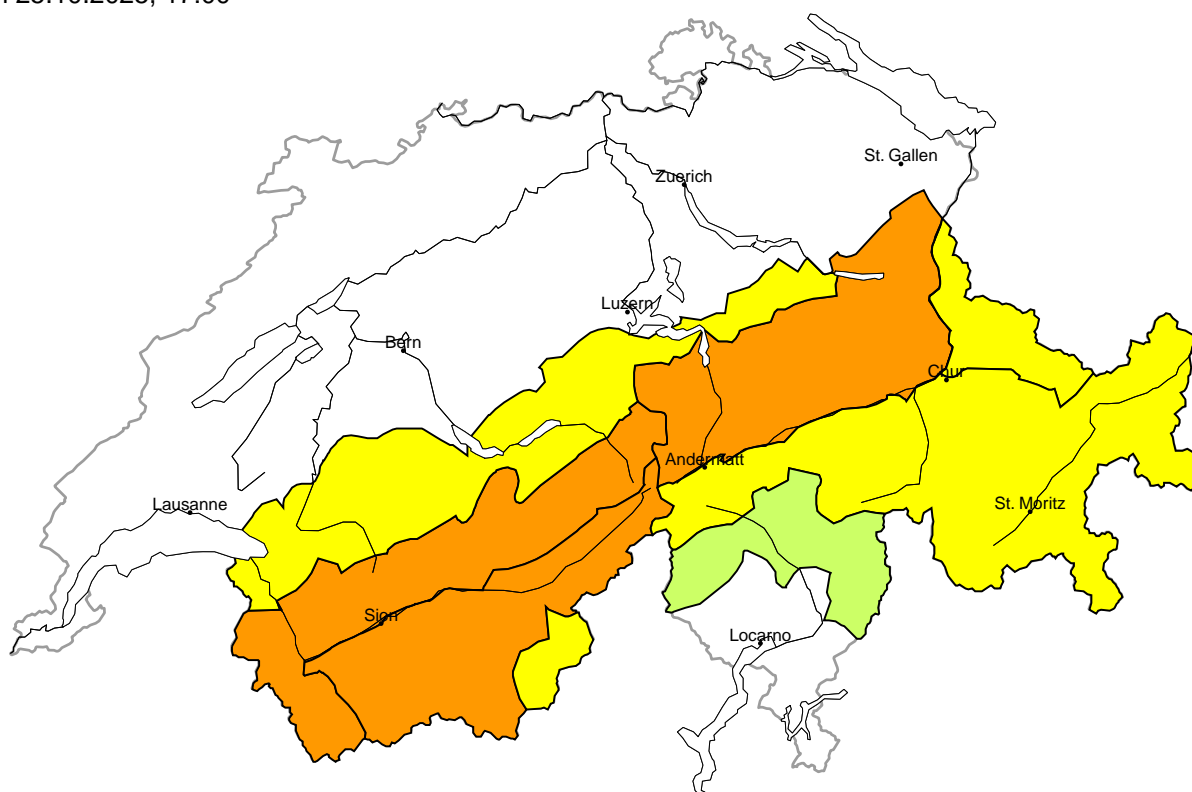 St. Gallen
Zuerich
Luzern
Bern
Chur
Andermatt
St. Moritz
Lausanne
Sion
Locarno